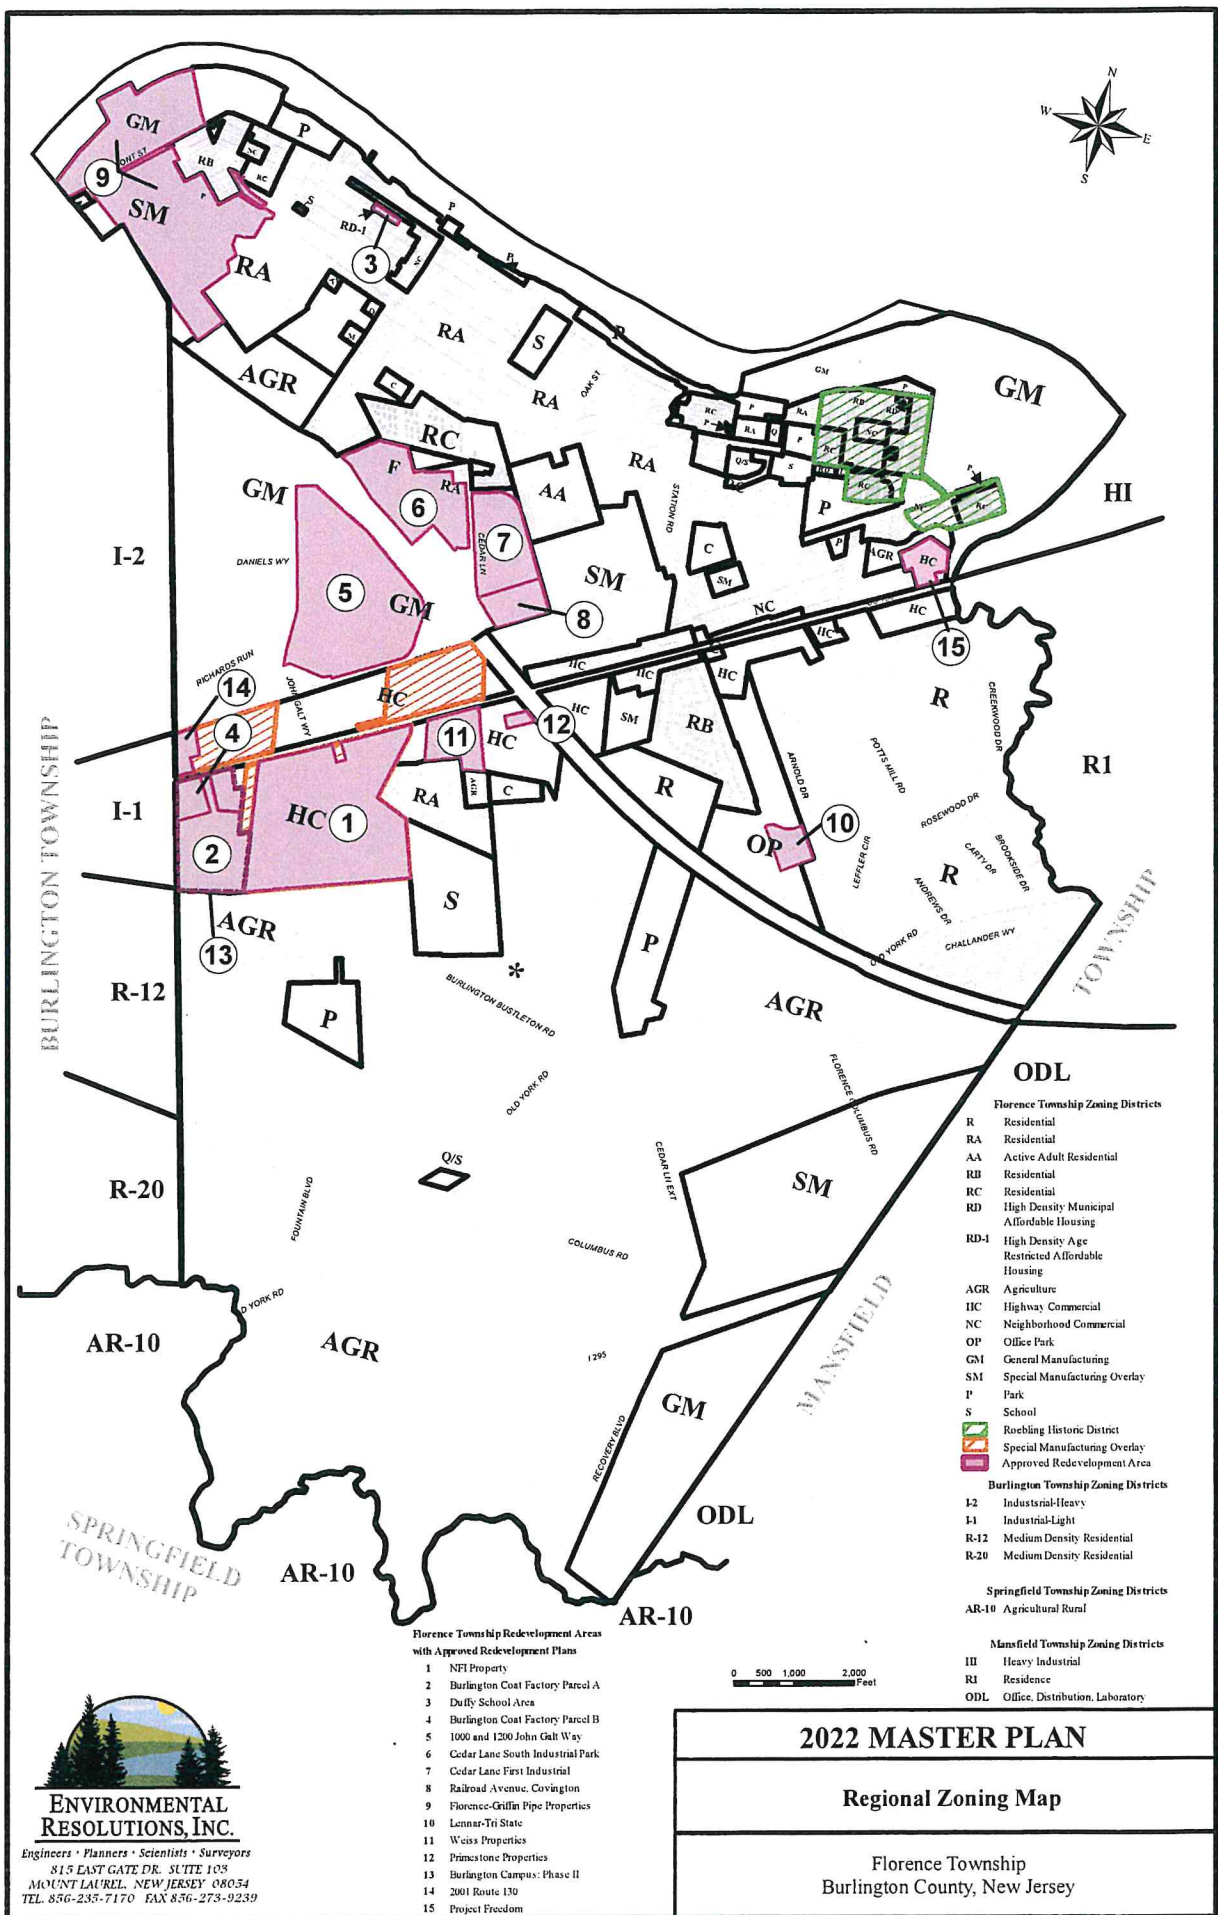 N
W
E
S
GM
P
RB
NC
RC
P
9
SM
S
RD-1
3
NC
P
P
RA
RA
S
P
OAK ST
AGR
C
RA
RC
GM
GM
HI
RC
P
RA
P
RA
Q
P
RB
RD
NC
RC
Q/S
S
P
RC
F
RA
6
AA
RA
STATION RD
GM
I-2
DANIELS WY
5
GM
CEDAR LN
7
8
SM
C
SM
P
AGR
HC
NC
HC
15
RICHARDS RUN
14
4
JOHN GALT WY
HC
HC
HC
HC
HC
12
HC
11
SM
RB
R
CREEKWOOD DR
R1
BURLINGTON TOWNSHIP
I-1
HC
1
2
RA
AGR
C
R
ARNOLD DR
POTTS MILL RD
ROSEWOOD DR
10
OP
LEFFLER CIR
R
CARTY DR
BROOKSIDE DR
ANDREWS DR
CHALLANDER WY
OLD YORK RD
TOWNSHIP
AGR
13
S
P
*
R-12
P
BURLINGTON BUSTLETON RD
AGR
OLD YORK RD
FLORENCE COLUMBUS RD
ODL
Q/S
CEDAR LN EXT
SM
R-20
FOUNTAIN BLVD
COLUMBUS RD
D YORK RD
AR-10
AGR
I 295
MANSFIELD
GM
RECOVERY BLVD
ODL
SPRINGFIELD
TOWNSHIP
AR-10
AR-10
Florence Township Zoning Districts
R Residential
RA Residential
AA Active Adult Residential
RB Residential
RC Residential
RD High Density Municipal
Affordable Housing
RD-1 High Density Age
Restricted Affordable
Housing
AGR Agriculture
HC Highway Commercial
NC Neighborhood Commercial
OP Office Park
GM General Manufacturing
SM Special Manufacturing Overlay
P Park
S School
Roebling Historic District
Special Manufacturing Overlay
Approved Redevelopment Area
Burlington Township Zoning Districts
I-2 Industsrial-Heavy
I-1 Industrial-Light
R-12 Medium Density Residential
R-20 Medium Density Residential
Springfield Township Zoning Districts
AR-10 Agricultural Rural
Mansfield Township Zoning Districts
HI Heavy Industrial
R1 Residence
ODL Office, Distribution, Laboratory
Florence Township Redevelopment Areas
with Approved Redevelopment Plans
1 NFI Property
2 Burlington Coat Factory Parcel A
3 Duffy School Area
4 Burlington Coat Factory Parcel B
5 1000 and 1200 John Galt Way
6 Cedar Lane South Industrial Park
7 Cedar Lane First Industrial
8 Railroad Avenue, Covington
9 Florence-Griffin Pipe Properties
10 Lennar-Tri State
11 Weiss Properties
12 Primestone Properties
13 Burlington Campus: Phase II
14 2001 Route 130
15 Project Freedom
0 500 1,000 2,000
Feet
ENVIRONMENTAL
RESOLUTIONS, INC.
Engineers · Planners · Scientists · Surveyors
815 EAST GATE DR. SUITE 103
MOUNT LAUREL, NEW JERSEY 08054
TEL. 856-235-7170 FAX 856-273-9239
2022 MASTER PLAN
Regional Zoning Map
Florence Township
Burlington County, New Jersey